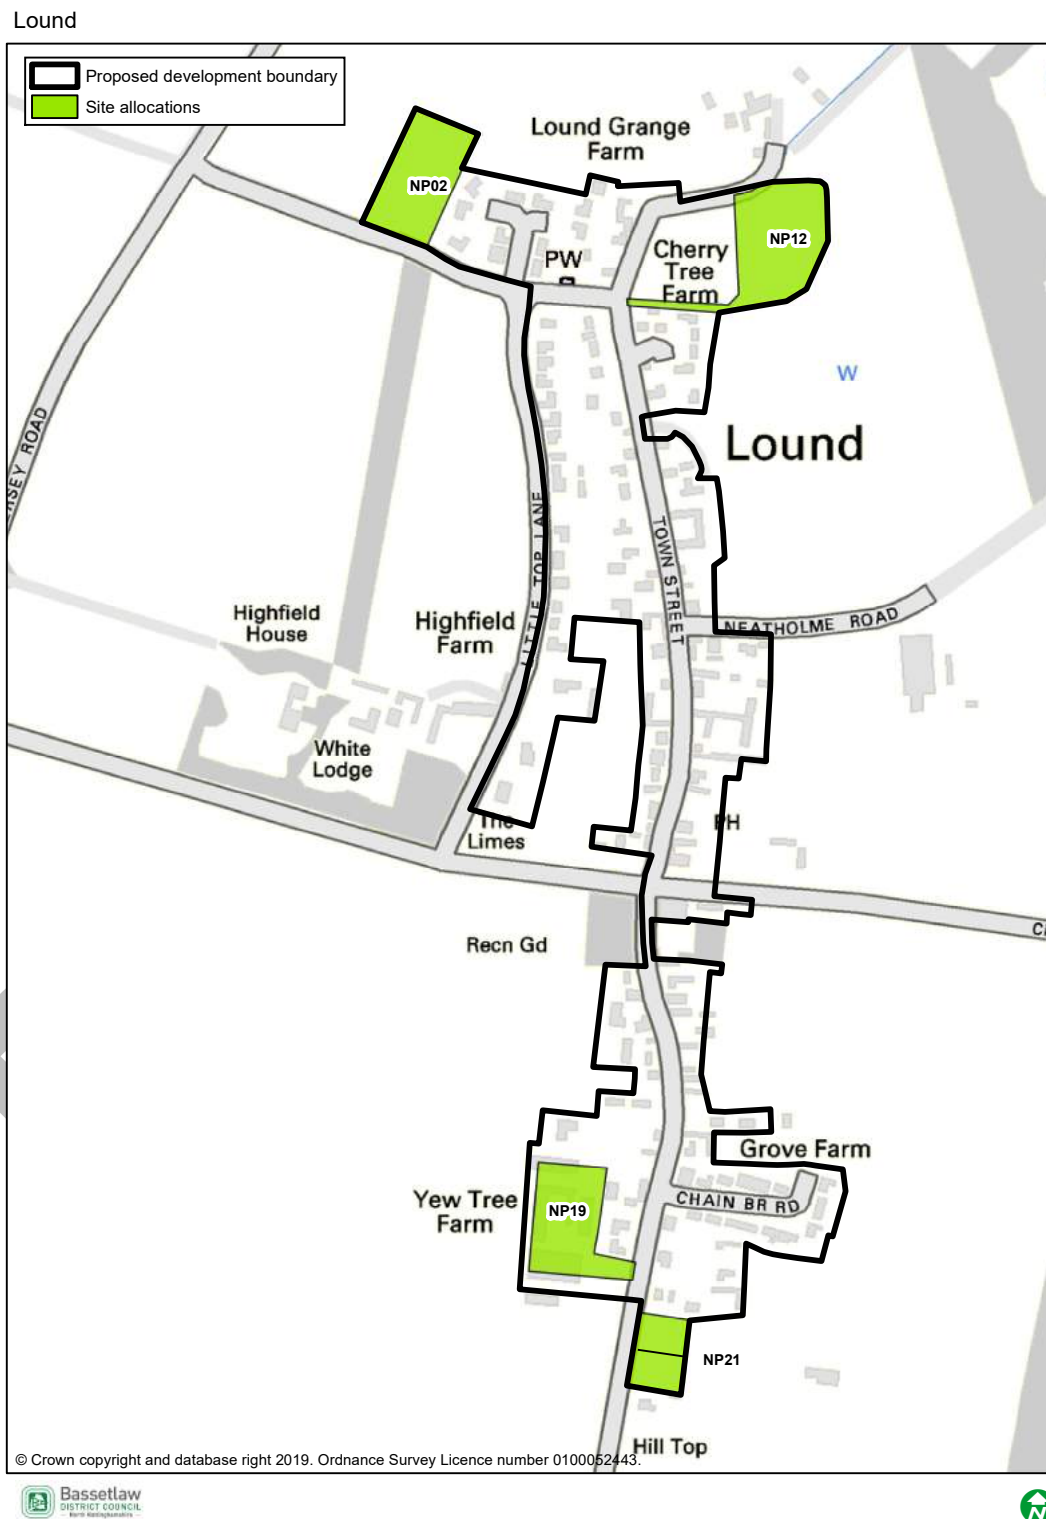 Lound
Proposed development boundary
Site allocations
Lound Grange
Farm
NP02
NP12
PW
Cherry
Tree
Farm
W
Lound
TOWN STREET
LITTLE TOP LANE
NEATHOLME ROAD
Highfield
House
Highfield
Farm
White
Lodge
The
Limes
PH
Recn Gd
Grove Farm
CHAIN BR RD
Yew Tree
Farm
NP19
NP21
Hill Top
© Crown copyright and database right 2019. Ordnance Survey Licence number 0100052443.
Bassetlaw
DISTRICT COUNCIL
North Nottinghamshire
N